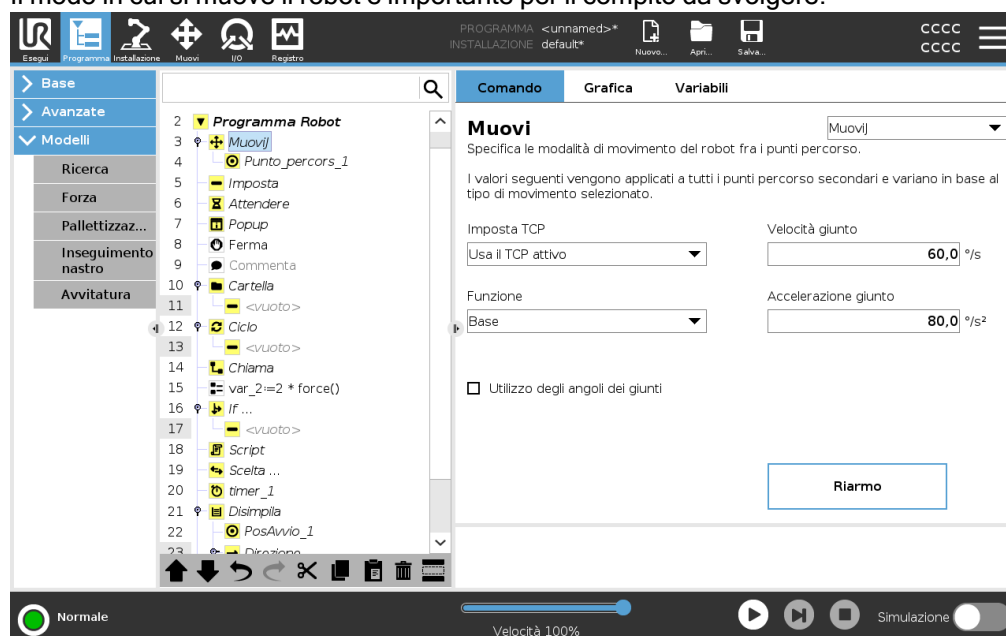 Il modo in cui si muove il robot è importante per il compito da svolgere.
PROGRAMMA <unnamed>*
INSTALLAZIONE default*
UR
Esegui
Programma
Installazione
Muovi
I/O
Registro
Nuovo...
Apri...
Salva...
CCCC
CCCC
Base
Avanzate
Modelli
Ricerca
Forza
Pallettizzaz...
Inseguimento
nastro
Avvitatura
2 Programma Robot
3 MuoviJ
4 Punto_percors_1
5 Imposta
6 Attendere
7 Popup
8 Ferma
9 Commenta
10 Cartella
11 <vuoto>
12 Ciclo
13 <vuoto>
14 Chiama
15 var_2:=2 * force()
16 If ...
17 <vuoto>
18 Script
19 Scelta ...
20 timer_1
21 Disimpila
22 PosAvvio_1
23 Direzione
Comando Grafica Variabili
Muovi
MuoviJ
Specifica le modalità di movimento del robot fra i punti percorso.
I valori seguenti vengono applicati a tutti i punti percorso secondari e variano in base al
tipo di movimento selezionato.
Imposta TCP
Velocità giunto
Usa il TCP attivo
60,0 °/s
Funzione
Accelerazione giunto
Base
80,0 °/s²
Utilizzo degli angoli dei giunti
Riarmo
Normale
Velocità 100%
Simulazione